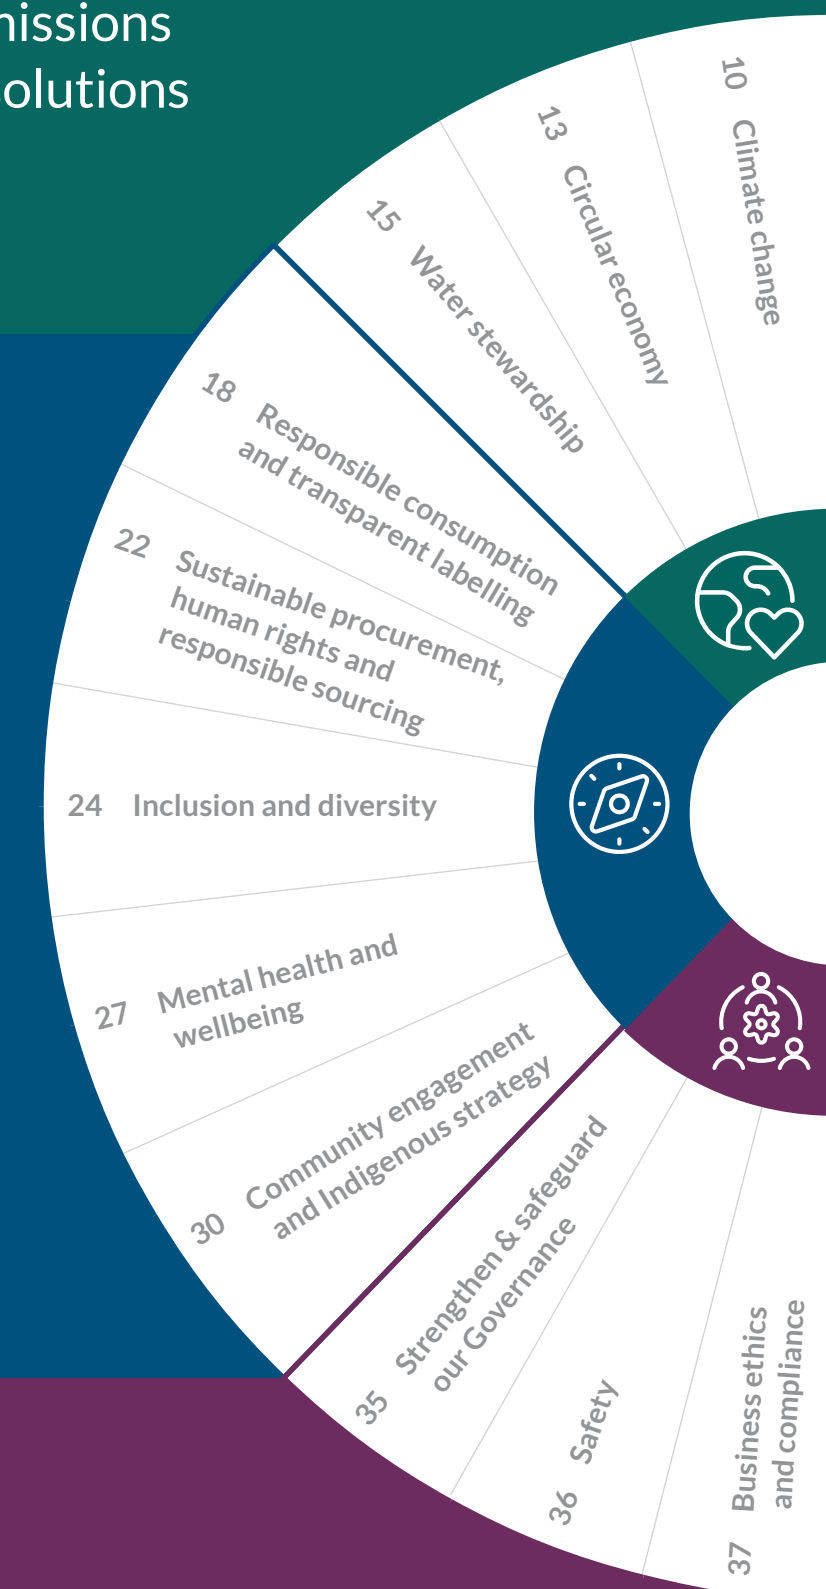 nissions
olutions
10 Climate change
13 Circular economy
15 Water stewardship
18 Responsible consumption
and transparent labelling
22 Sustainable procurement,
human rights and
responsible sourcing
24 Inclusion and diversity
27 Mental health and
wellbeing
30 Community engagement
and Indigenous strategy
35 Strengthen & safeguard
our Governance
36 Safety
37 Business ethics
and compliance